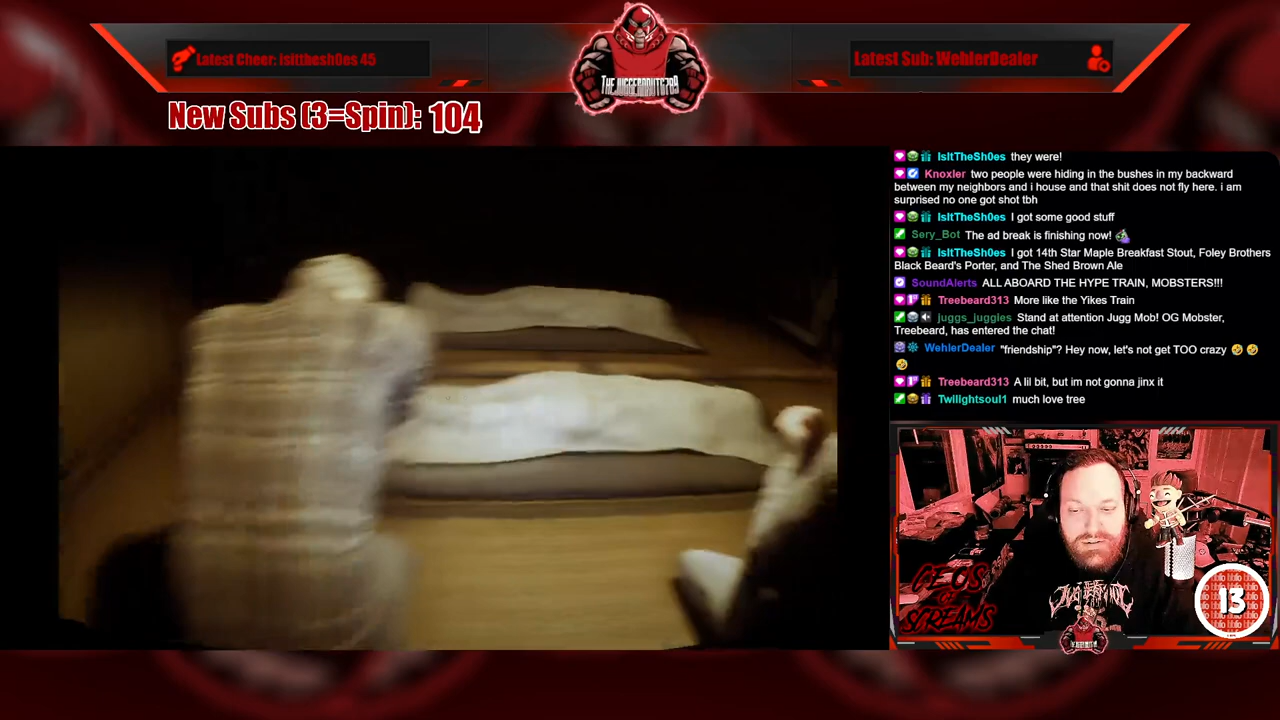 Latest Cheer: IsIttTheSh0es 45
THEJUGGERNAUT6789
Latest Sub: WehlerDealer
New Subs (3=Spin): 104
IsItTheSh0es they were!
Knoxler two people were hiding in the bushes in my backward
between my neighbors and i house and that shit does not fly here. i am
surprised no one got shot tbh
IsItTheSh0es I got some good stuff
Sery_Bot The ad break is finishing now!
IsItTheSh0es I got 14th Star Maple Breakfast Stout, Foley Brothers
Black Beard's Porter, and The Shed Brown Ale
SoundAlerts ALL ABOARD THE HYPE TRAIN, MOBSTERS!!!
Treebeard313 More like the Yikes Train
juggs_juggles Stand at attention Jugg Mob! OG Mobster,
Treebeard, has entered the chat!
WehlerDealer "friendship"? Hey now, let's not get TOO crazy 🤣 🤣
🤣
Treebeard313 A lil bit, but im not gonna jinx it
Twilightsoul1 much love tree
SCREAMS
13